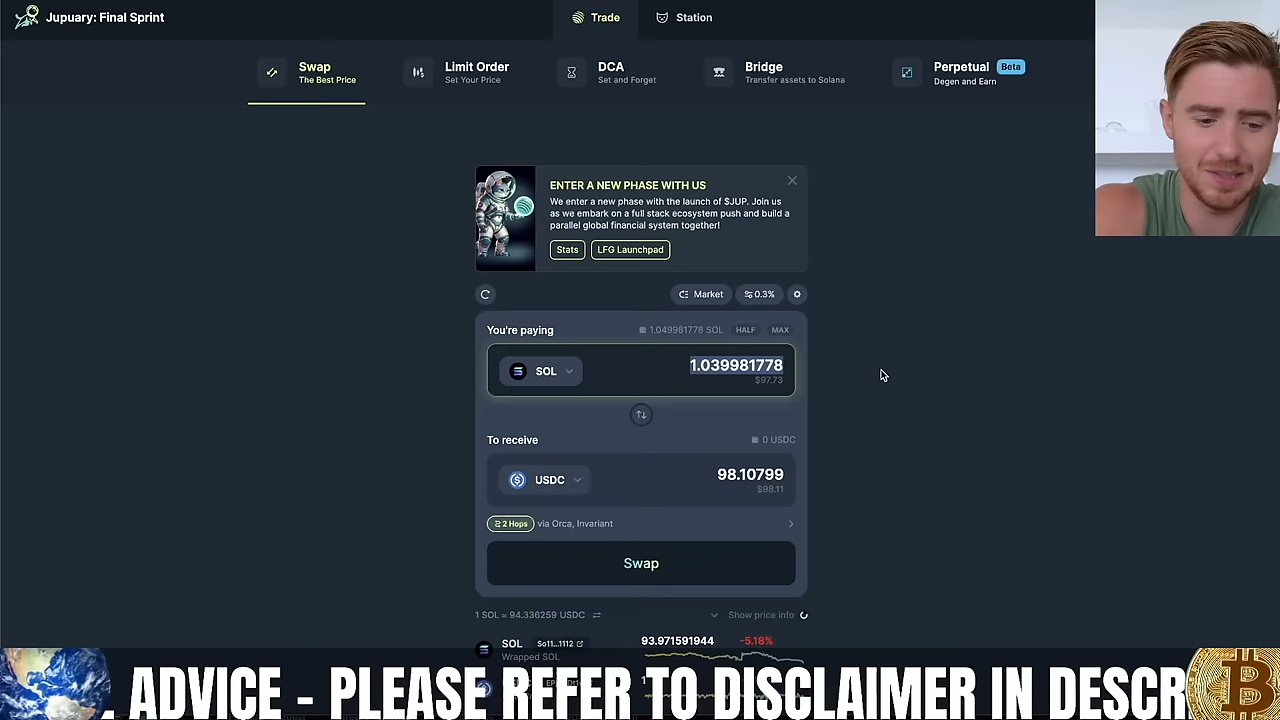 Jupuary: Final Sprint
Trade
Station
Swap
The Best Price
Limit Order
Set Your Price
DCA
Set and Forget
Bridge
Transfer assets to Solana
Perpetual Beta
Degen and Earn
ENTER A NEW PHASE WITH US
We enter a new phase with the launch of $JUP. Join us
as we embark on a full stack ecosystem push and build a
parallel global financial system together!
Stats
LFG Launchpad
Market
0.3%
You're paying
1.049981778 SOL
HALF
MAX
SOL
1.039981778
$97.73
To receive
0 USDC
USDC
98.10799
$98.11
2 Hops via Orca, Invariant
Swap
1 SOL ≈ 94.336259 USDC
Show price info
SOL So11...1112 93.971591944 -5.18%
Wrapped SOL
. ADVICE - PLEASE REFER TO DISCLAIMER IN DESCR